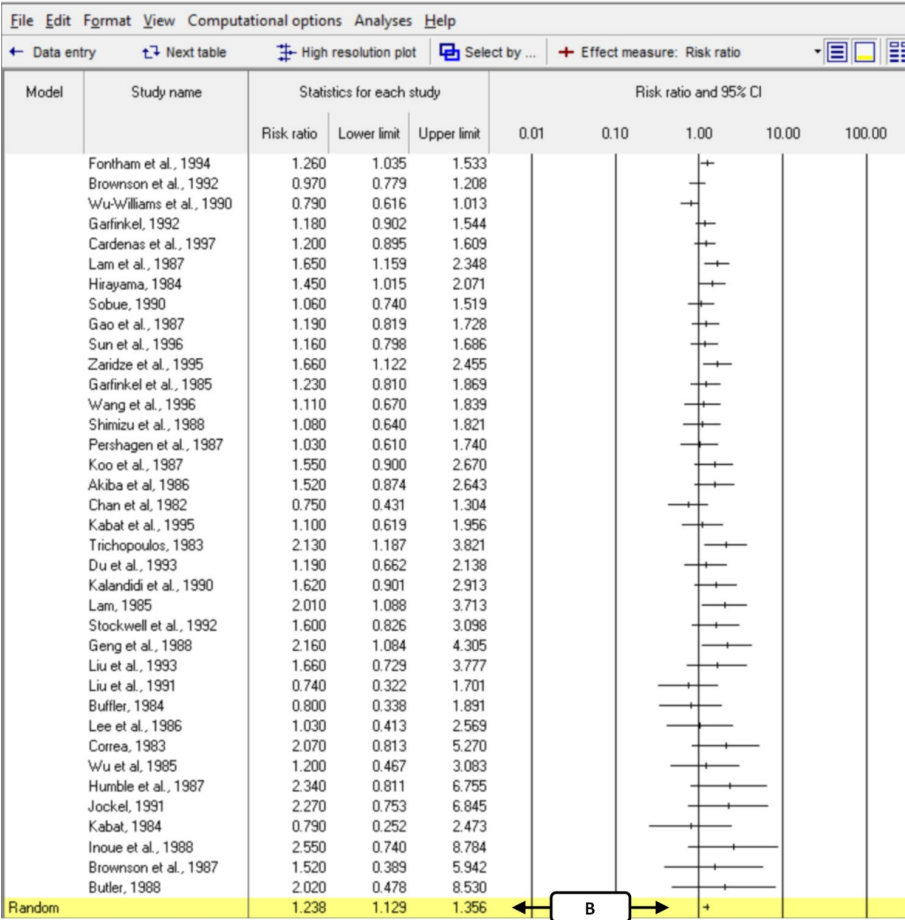 File Edit Format View Computational options Analyses Help
← Data entry Next table High resolution plot Select by ... + Effect measure: Risk ratio
Model Study name Statistics for each study Risk ratio and 95% CI
Risk ratio Lower limit Upper limit 0.01 0.10 1.00 10.00 100.00
Fontham et al., 1994 1.260 1.035 1.533
Brownson et al., 1992 0.970 0.779 1.208
Wu-Williams et al., 1990 0.790 0.616 1.013
Garfinkel, 1992 1.180 0.902 1.544
Cardenas et al., 1997 1.200 0.895 1.609
Lam et al., 1987 1.650 1.159 2.348
Hirayama, 1984 1.450 1.015 2.071
Sobue, 1990 1.060 0.740 1.519
Gao et al., 1987 1.190 0.819 1.728
Sun et al., 1996 1.160 0.798 1.686
Zaridze et al., 1995 1.660 1.122 2.455
Garfinkel et al., 1985 1.230 0.810 1.869
Wang et al., 1996 1.110 0.670 1.839
Shimizu et al., 1988 1.080 0.640 1.821
Pershagen et al., 1987 1.030 0.610 1.740
Koo et al., 1987 1.550 0.900 2.670
Akiba et al, 1986 1.520 0.874 2.643
Chan et al, 1982 0.750 0.431 1.304
Kabat et al., 1995 1.100 0.619 1.956
Trichopoulos, 1983 2.130 1.187 3.821
Du et al., 1993 1.190 0.662 2.138
Kalandidi et al., 1990 1.620 0.901 2.913
Lam, 1985 2.010 1.088 3.713
Stockwell et al., 1992 1.600 0.826 3.098
Geng et al., 1988 2.160 1.084 4.305
Liu et al., 1993 1.660 0.729 3.777
Liu et al., 1991 0.740 0.322 1.701
Buffler, 1984 0.800 0.338 1.891
Lee et al., 1986 1.030 0.413 2.569
Correa, 1983 2.070 0.813 5.270
Wu et al, 1985 1.200 0.467 3.083
Humble et al., 1987 2.340 0.811 6.755
Jockel, 1991 2.270 0.753 6.845
Kabat, 1984 0.790 0.252 2.473
Inoue et al., 1988 2.550 0.740 8.784
Brownson et al., 1987 1.520 0.389 5.942
Butler, 1988 2.020 0.478 8.530
Random 1.238 1.129 1.356 B